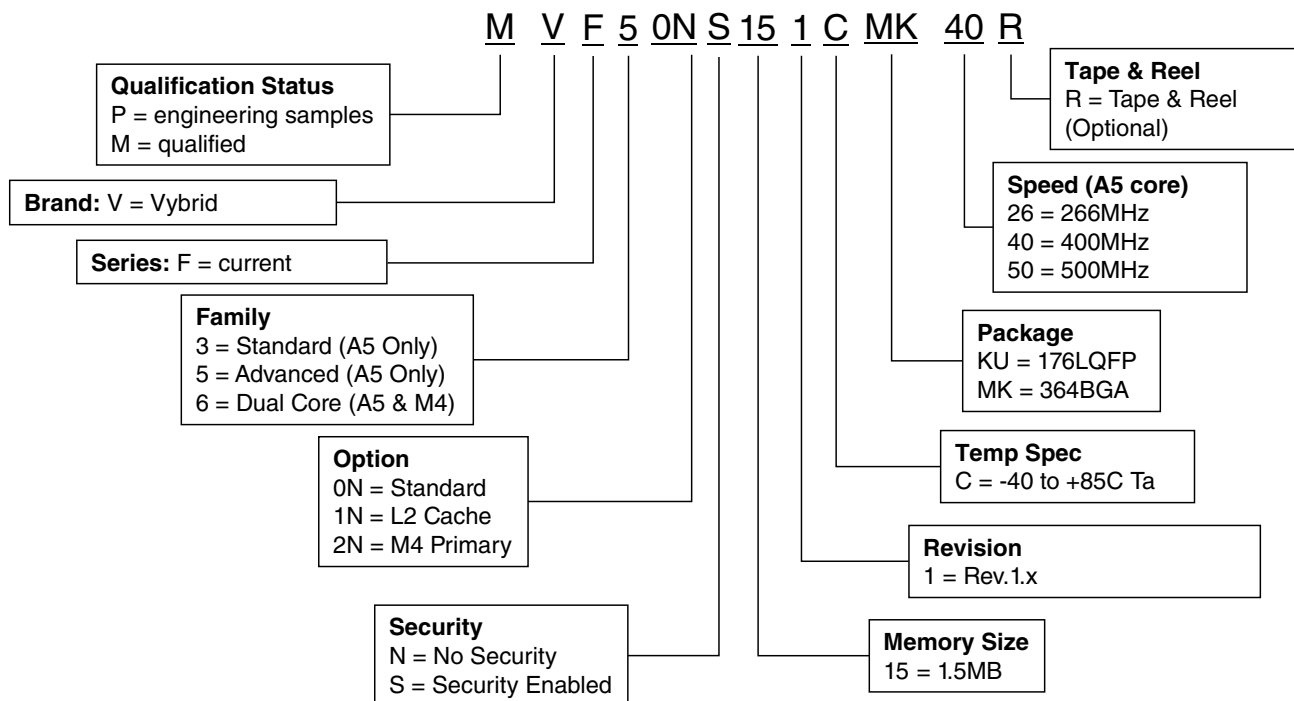 M V F 5 0N S 15 1 C MK 40 R
Qualification Status
P = engineering samples
M = qualified
Tape & Reel
R = Tape & Reel
(Optional)
Brand: V = Vybrid
Speed (A5 core)
26 = 266MHz
40 = 400MHz
50 = 500MHz
Series: F = current
Family
3 = Standard (A5 Only)
5 = Advanced (A5 Only)
6 = Dual Core (A5 & M4)
Package
KU = 176LQFP
MK = 364BGA
Option
0N = Standard
1N = L2 Cache
2N = M4 Primary
Temp Spec
C = -40 to +85C Ta
Revision
1 = Rev.1.x
Security
N = No Security
S = Security Enabled
Memory Size
15 = 1.5MB